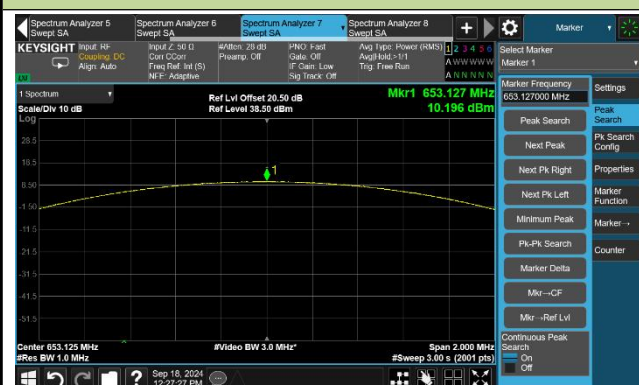 Spectrum Analyzer 5
Swept SA
Spectrum Analyzer 6
Swept SA
Spectrum Analyzer 7
Swept SA
Spectrum Analyzer 8
Swept SA
Marker
KEYSIGHT
Input: RF
Coupling: DC
Align: Auto
Input Z: 50 Ω
Corr CCorr
Freq Ref: Int (S)
NFE: Adaptive
#Atten: 28 dB
Preamp: Off
PNO: Fast
Gate: Off
IF Gain: Low
Sig Track: Off
Avg Type: Power (RMS)
Avg|Hold:>1/1
Trig: Free Run
1 2 3 4 5 6
A W W W W W
A N N N N N
Select Marker
Marker 1
LXI
1 Spectrum
Scale/Div 10 dB
Log
Ref Lvl Offset 20.50 dB
Ref Level 38.50 dBm
Mkr1 653.127 MHz
10.196 dBm
28.5
18.5
8.50
-1.50
-11.5
-21.5
-31.5
-41.5
-51.5
1
Center 653.125 MHz
#Res BW 1.0 MHz
#Video BW 3.0 MHz*
Span 2.000 MHz
#Sweep 3.00 s (2001 pts)
Marker Frequency
653.127000 MHz
Peak Search
Next Peak
Next Pk Right
Next Pk Left
Minimum Peak
Pk-Pk Search
Marker Delta
Mkr→CF
Mkr→Ref Lvl
Continuous Peak
Search
On
Off
Settings
Peak
Search
Pk Search
Config
Properties
Marker
Function
Marker→
Counter
Sep 18, 2024
12:27:27 PM